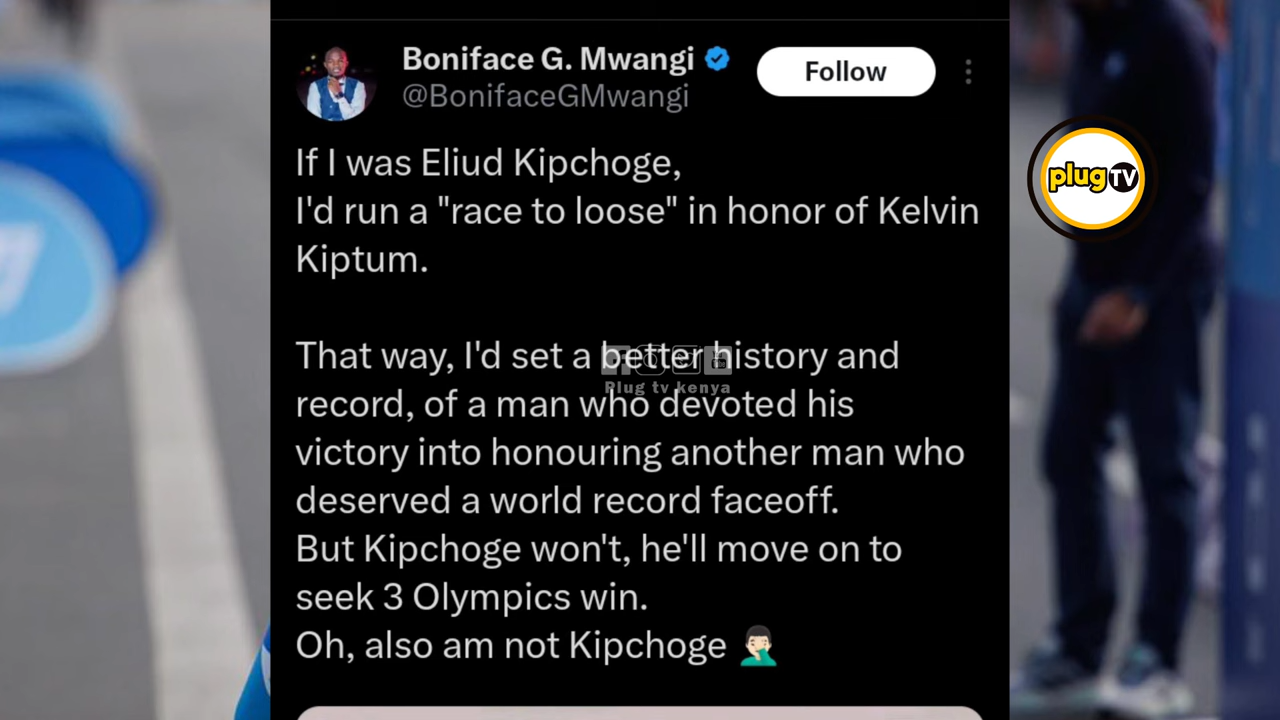 Boniface G. Mwangi
@BonifaceGMwangi
Follow
plug TV
If I was Eliud Kipchoge,
I'd run a "race to loose" in honor of Kelvin
Kiptum.
That way, I'd set a better history and
Plug tv kenya
record, of a man who devoted his
victory into honouring another man who
deserved a world record faceoff.
But Kipchoge won't, he'll move on to
seek 3 Olympics win.
Oh, also am not Kipchoge 🤦🏻‍♂️